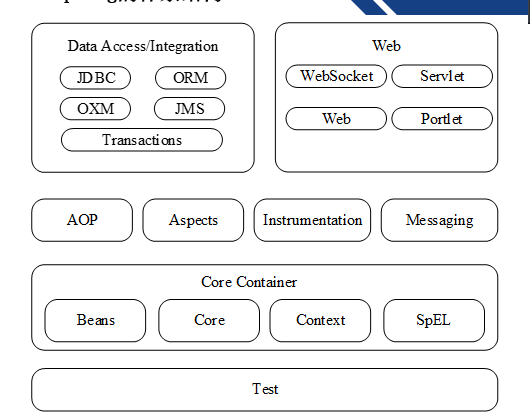 Data Access/Integration
JDBC
ORM
OXM
JMS
Transactions
Web
WebSocket
Servlet
Web
Portlet
AOP
Aspects
Instrumentation
Messaging
Core Container
Beans
Core
Context
SpEL
Test